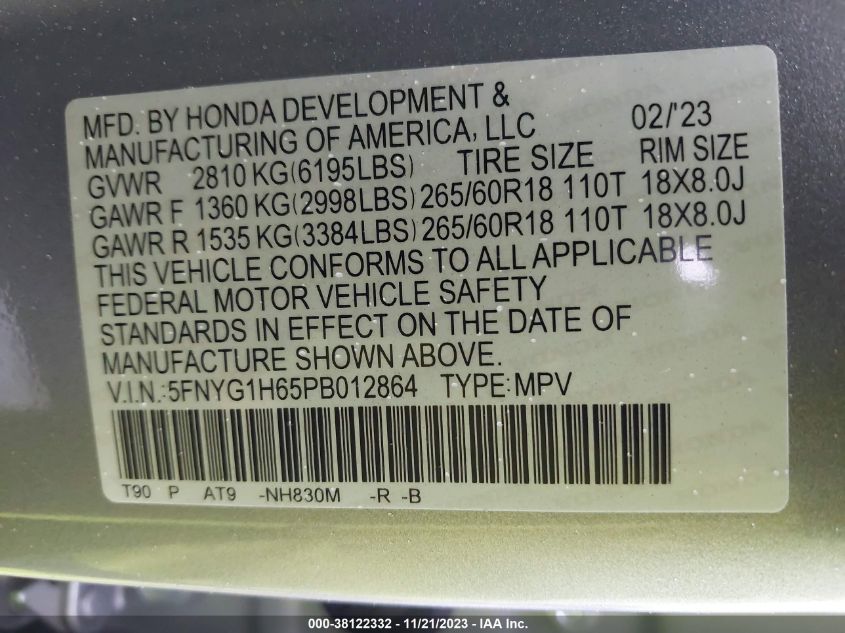 MFD. BY HONDA DEVELOPMENT &
MANUFACTURING OF AMERICA, LLC 02/'23
GVWR 2810 KG(6195LBS) TIRE SIZE RIM SIZE
GAWR F 1360 KG(2998LBS) 265/60R18 110T 18X8.0J
GAWR R 1535 KG(3384LBS) 265/60R18 110T 18X8.0J
THIS VEHICLE CONFORMS TO ALL APPLICABLE
FEDERAL MOTOR VEHICLE SAFETY
STANDARDS IN EFFECT ON THE DATE OF
MANUFACTURE SHOWN ABOVE.
V.I.N.:5FNYG1H65PB012864 TYPE:MPV
T90 P AT9 -NH830M -R -B
000-38122332 - 11/21/2023 - IAA Inc.